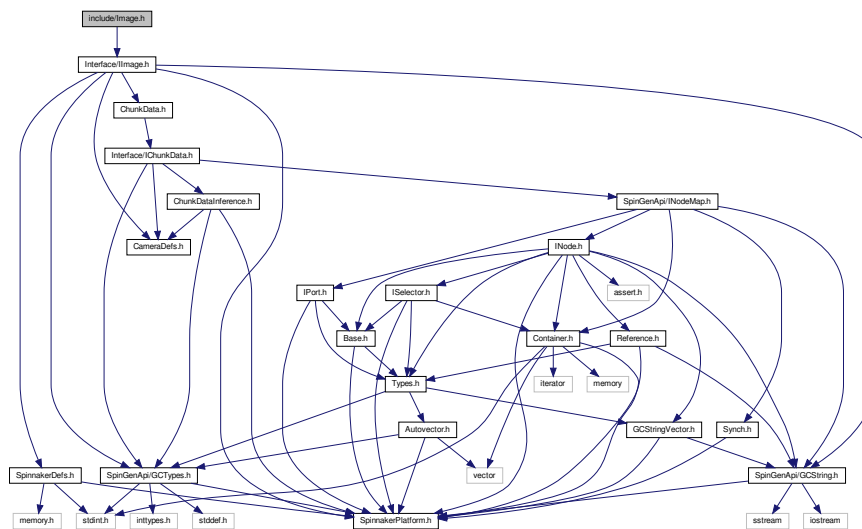 include/Image.h
Interface/IImage.h
ChunkData.h
Interface/IChunkData.h
ChunkDataInference.h
SpinGenApi/INodeMap.h
CameraDefs.h
INode.h
IPort.h
ISelector.h
assert.h
Base.h
Container.h
Reference.h
Types.h
iterator
memory
Autovector.h
GCStringVector.h
Synch.h
SpinnakerDefs.h
SpinGenApi/GCTypes.h
vector
SpinGenApi/GCString.h
memory.h
stdint.h
inttypes.h
stddef.h
SpinnakerPlatform.h
sstream
iostream